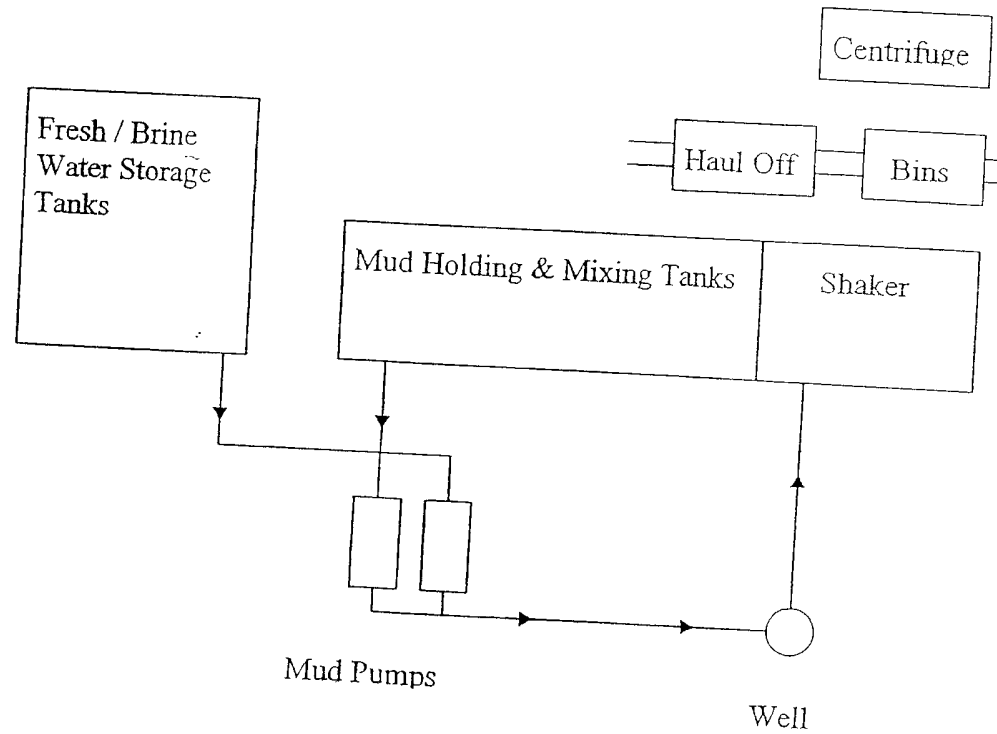 Centrifuge
Fresh / Brine
Water Storage
Tanks
Haul Off
Bins
Mud Holding & Mixing Tanks
Shaker
Mud Pumps
Well